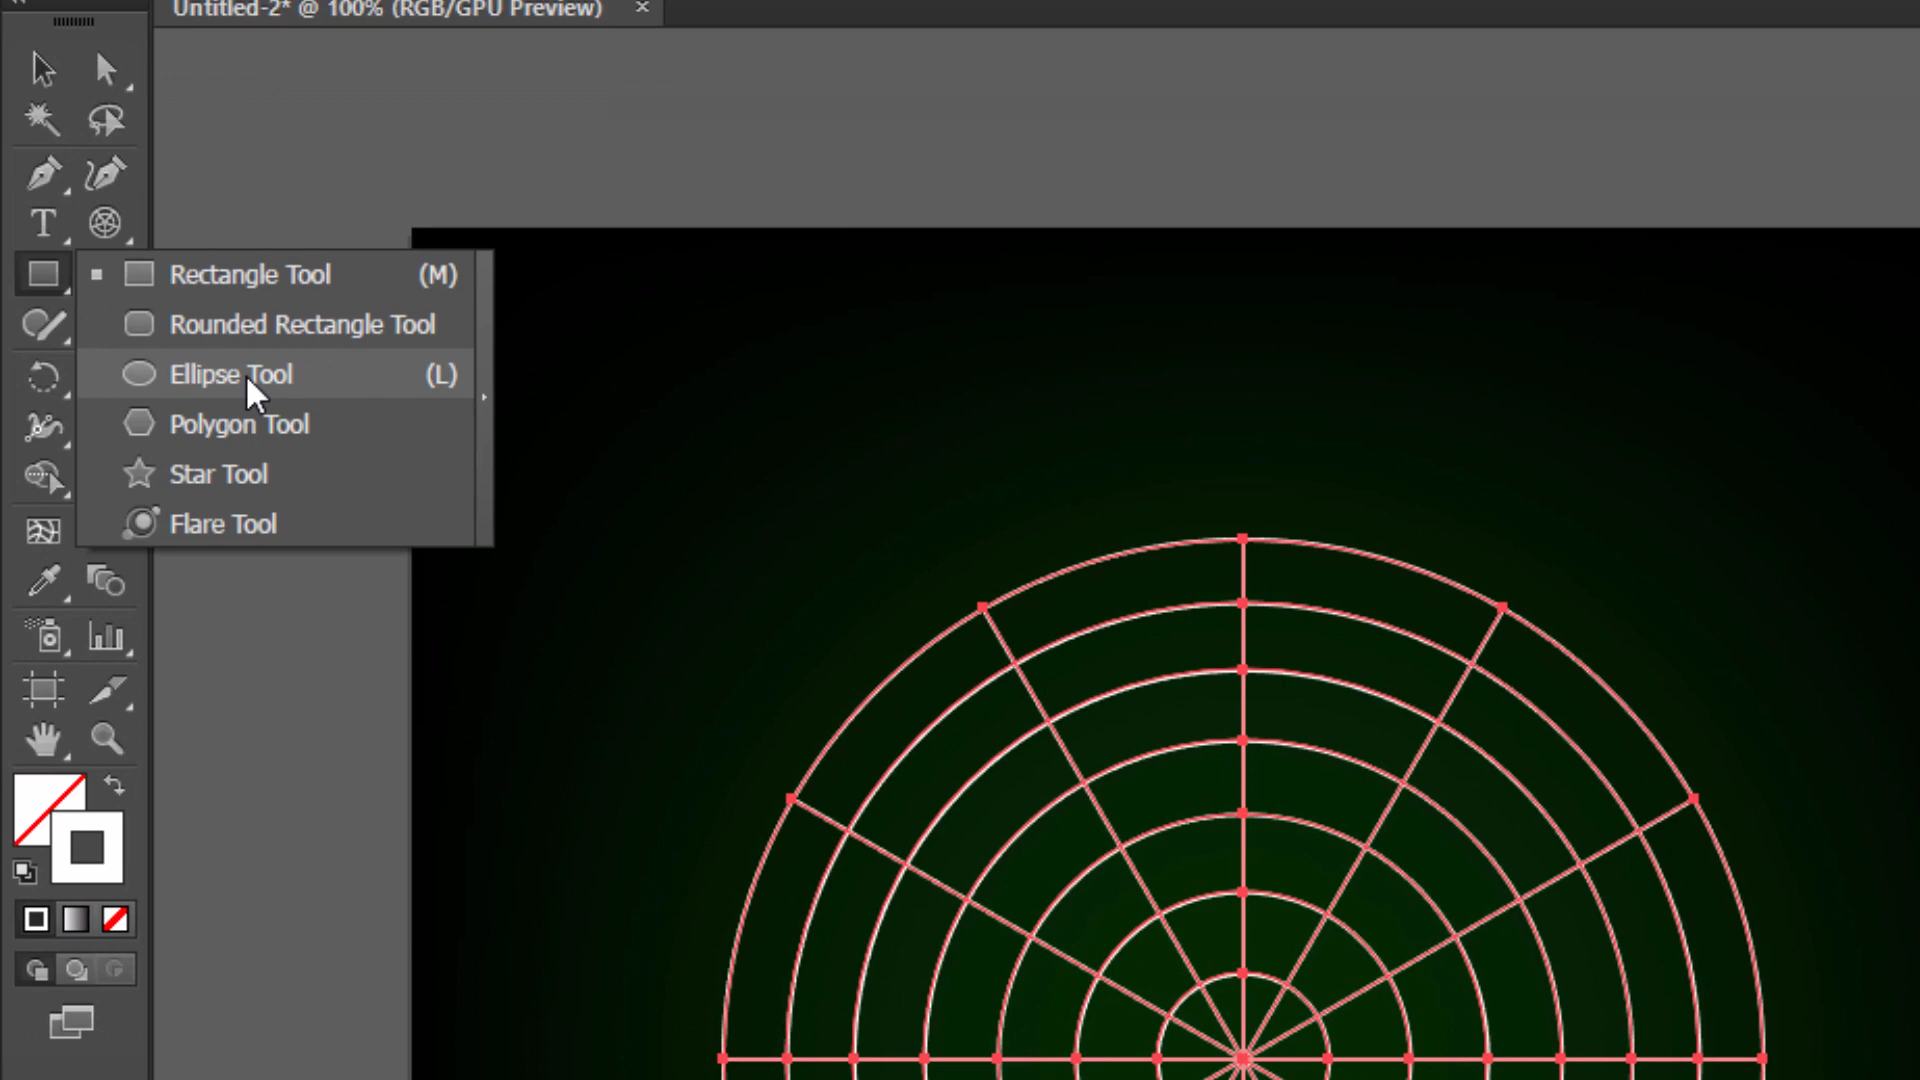 Untitled-2* @ 100% (RGB/GPU Preview)
Rectangle Tool (M)
Rounded Rectangle Tool
Ellipse Tool (L)
Polygon Tool
Star Tool
Flare Tool